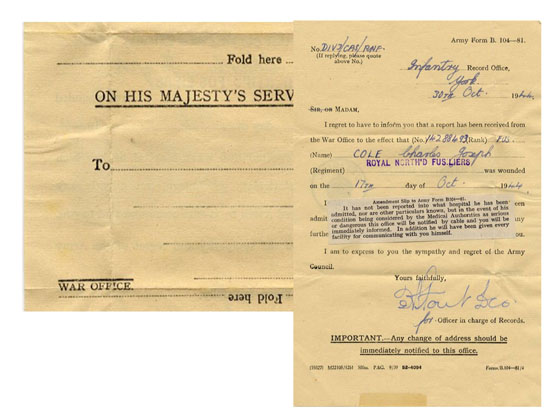 Fold here
ON HIS MAJESTY'S SERV
To
WAR OFFICE.
Fold here
Army Form B. 104—81.
No. DIV3/CAS/RNF.
(If replying, please quote
above No.)
Infantry Record Office,
York.
30th Oct. 1944.
SIR, OR MADAM,
I regret to have to inform you that a report has been received from
the War Office to the effect that (No.) 14288493 (Rank) FUS.
(Name) COLE Charles Joseph
(Regiment) ROYAL NORTH'D FUSILIERS was wounded
on the 17th day of Oct 1944
Amendment Slip to Army Form B104—81.
I It has not been reported into what hospital he has been een
admit admitted, nor are other particulars known, but in the event of his
condition being considered by the Medical Authorities as serious
or dangerous this office will be notified by cable and you will be
immediately informed. In addition he will have been given every
furthe facility for communicating with you himself. ou.
I am to express to you the sympathy and regret of the Army
Council.
Yours faithfully,
for Officer in charge of Records.
IMPORTANT.—Any change of address should be
immediately notified to this office.
52-4094
Forms/B.104—81/4